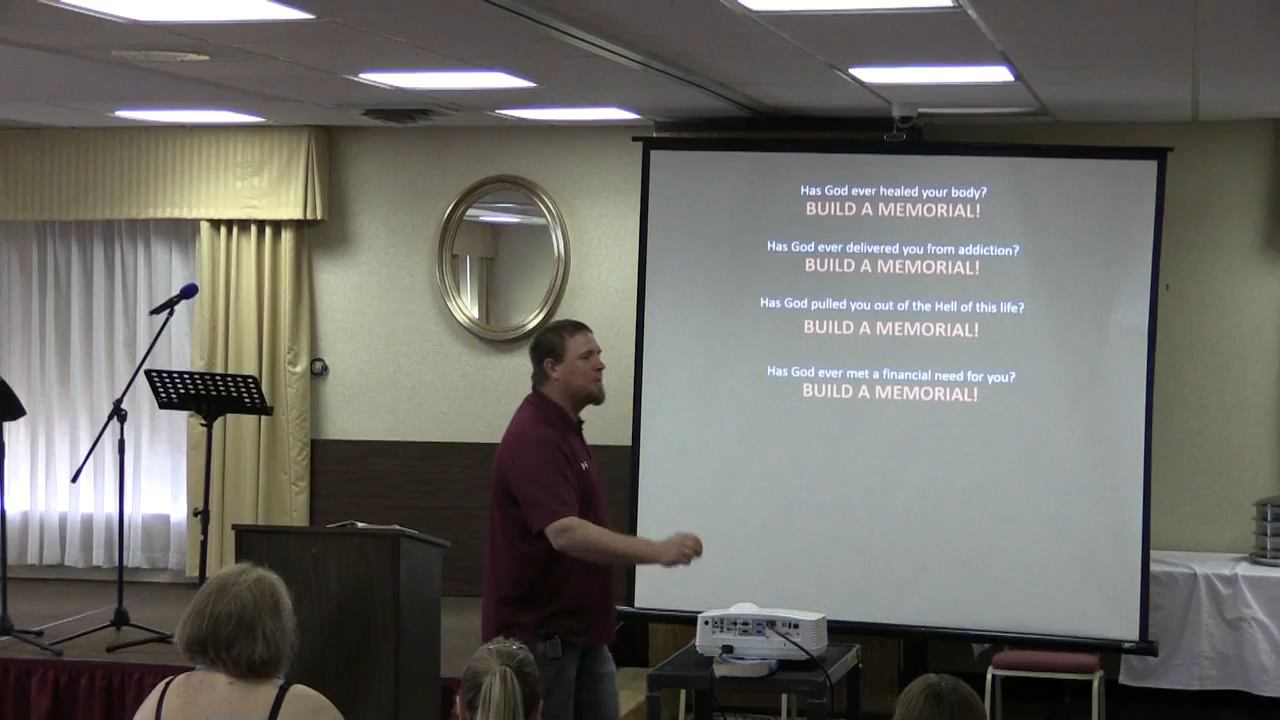 Has God ever healed your body?
BUILD A MEMORIAL!
Has God ever delivered you from addiction?
BUILD A MEMORIAL!
Has God pulled you out of the Hell of this life?
BUILD A MEMORIAL!
Has God ever met a financial need for you?
BUILD A MEMORIAL!